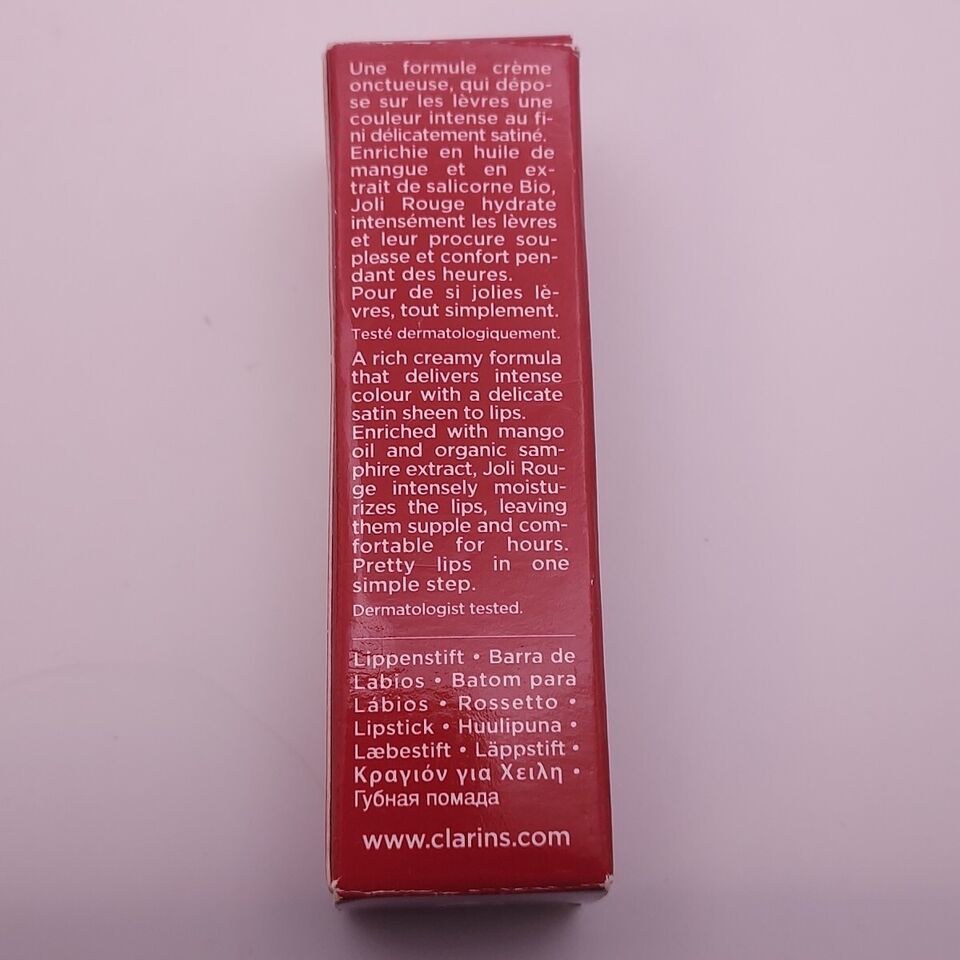 Une formule crème
onctueuse, qui dépo-
se sur les lèvres une
couleur intense au fi-
ni délicatement satiné.
Enrichie en huile de
mangue et en ex-
trait de salicorne Bio,
Joli Rouge hydrate
intensément les lèvres
et leur procure sou-
plesse et confort pen-
dant des heures.
Pour de si jolies lè-
vres, tout simplement.
Testé dermatologiquement.
A rich creamy formula
that delivers intense
colour with a delicate
satin sheen to lips.
Enriched with mango
oil and organic sam-
phire extract, Joli Rou-
ge intensely moistu-
rizes the lips, leaving
them supple and com-
fortable for hours.
Pretty lips in one
simple step.
Dermatologist tested.
Lippenstift • Barra de
Labíos • Batom para
Lábios • Rossetto •
Lipstick • Huulipuna •
Læbestift • Läppstift •
Κραγιόν για Χειλη •
Губная помада
www.clarins.com